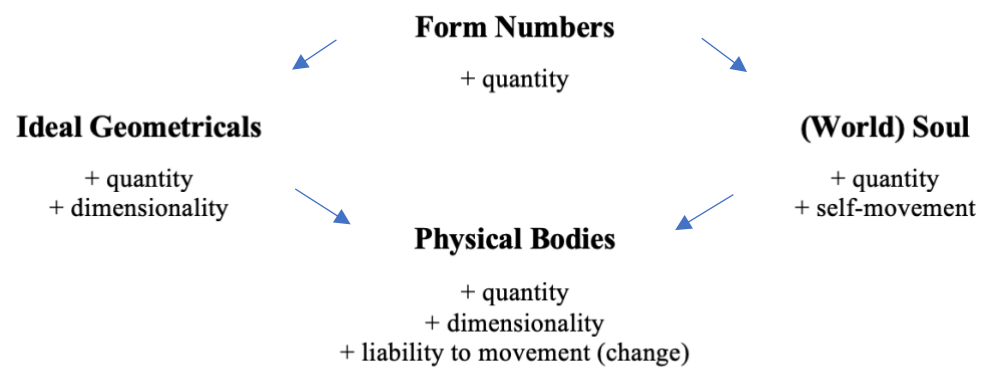 Form Numbers
+ quantity
Ideal Geometricals
+ quantity
+ dimensionality
(World) Soul
+ quantity
+ self-movement
Physical Bodies
+ quantity
+ dimensionality
+ liability to movement (change)